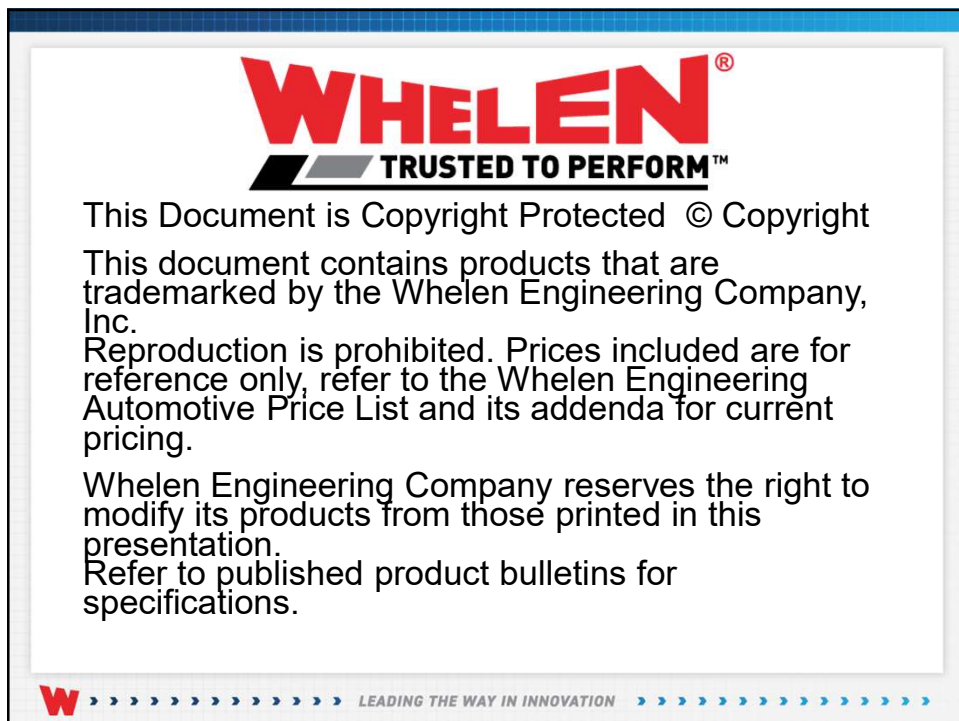 WHELEN®
TRUSTED TO PERFORM™
This Document is Copyright Protected © Copyright
This document contains products that are
trademarked by the Whelen Engineering Company,
Inc.
Reproduction is prohibited. Prices included are for
reference only, refer to the Whelen Engineering
Automotive Price List and its addenda for current
pricing.
Whelen Engineering Company reserves the right to
modify its products from those printed in this
presentation.
Refer to published product bulletins for
specifications.
W LEADING THE WAY IN INNOVATION